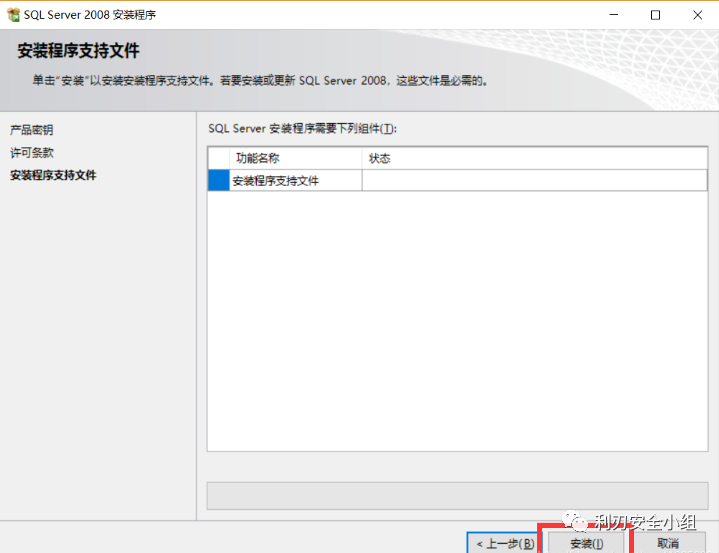 SQL Server 2008 安装程序
安装程序支持文件
单击“安装”以安装安装程序支持文件。若要安装或更新 SQL Server 2008，这些文件是必需的。
产品密钥
许可条款
安装程序支持文件
SQL Server 安装程序需要下列组件(T):
功能名称 状态
安装程序支持文件
利刃安全小组
< 上一步(B) 安装(I) 取消